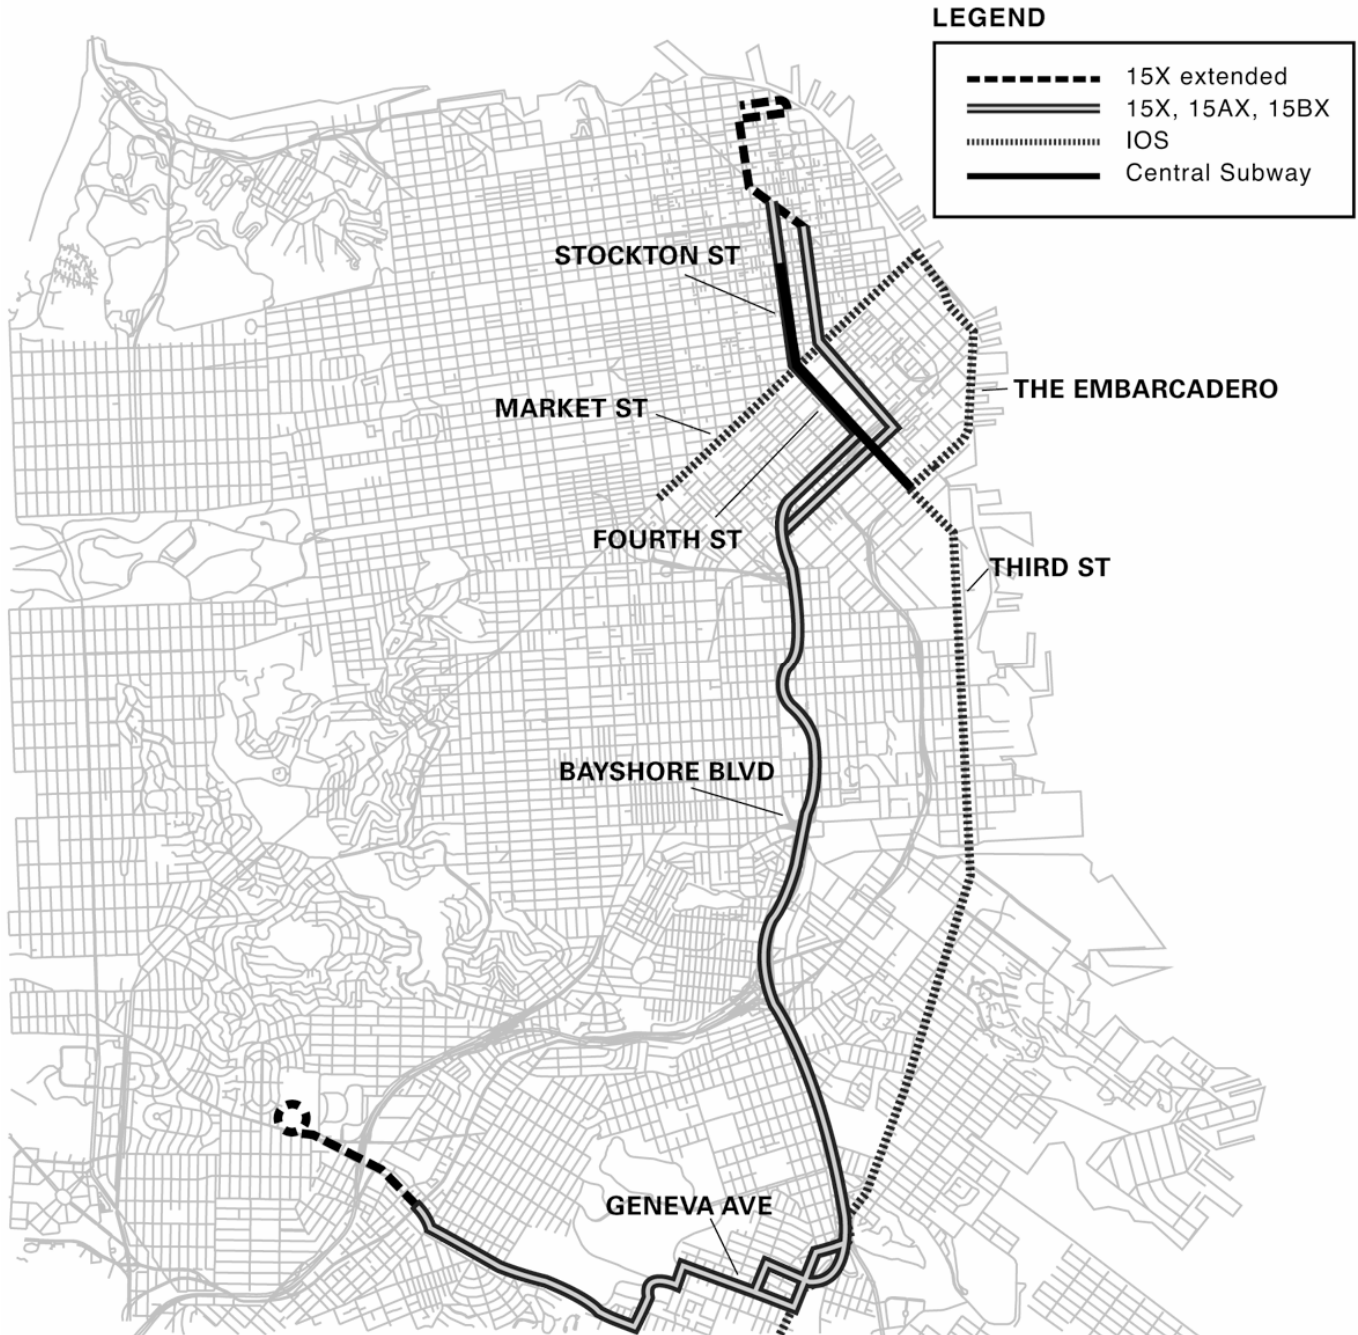 LEGEND
15X extended
15X, 15AX, 15BX
IOS
Central Subway
STOCKTON ST
THE EMBARCADERO
MARKET ST
FOURTH ST
THIRD ST
BAYSHORE BLVD
GENEVA AVE